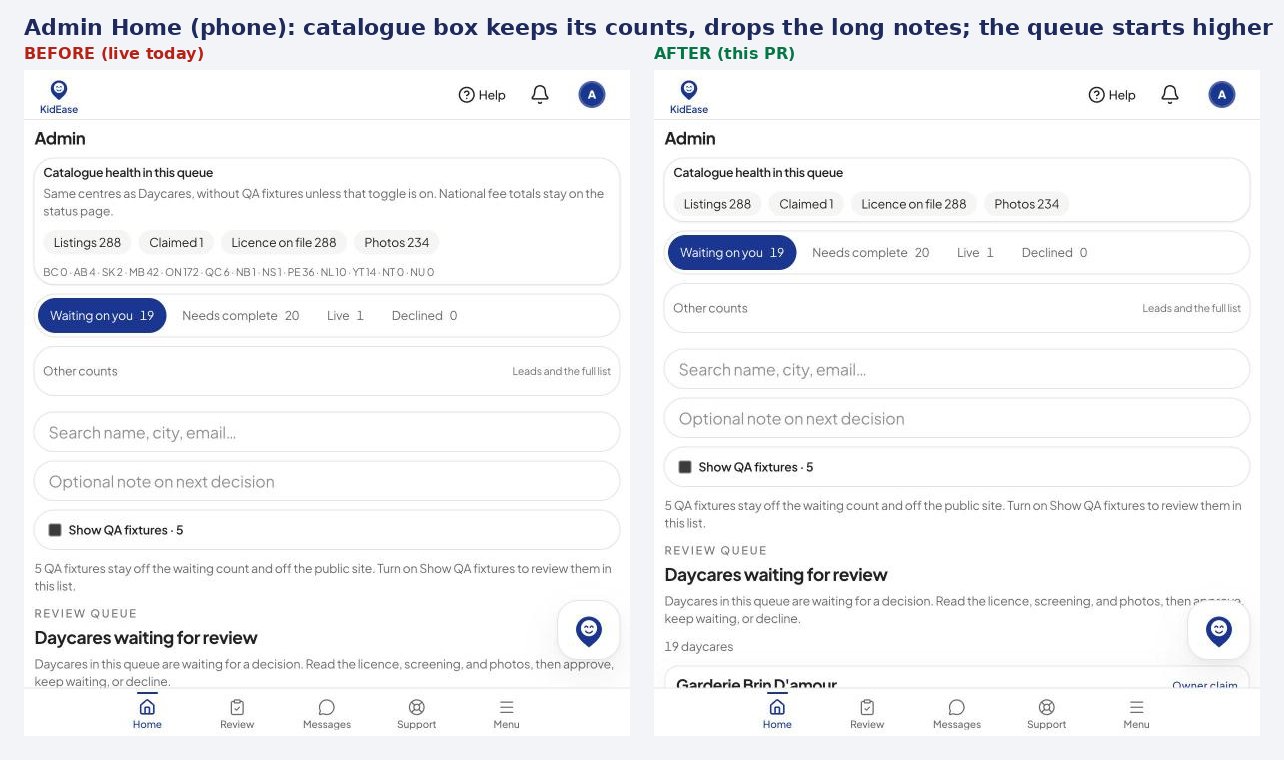 Admin Home (phone): catalogue box keeps its counts, drops the long notes; the queue starts higher
BEFORE (live today)
KidEase
Help
A
Admin
Catalogue health in this queue
Same centres as Daycares, without QA fixtures unless that toggle is on. National fee totals stay on the
status page.
Listings 288
Claimed 1
Licence on file 288
Photos 234
BC 0 · AB 4 · SK 2 · MB 42 · ON 172 · QC 6 · NB 1 · NS 1 · PE 36 · NL 10 · YT 14 · NT 0 · NU 0
Waiting on you 19
Needs complete 20
Live 1
Declined 0
Other counts
Leads and the full list
Search name, city, email...
Optional note on next decision
Show QA fixtures · 5
5 QA fixtures stay off the waiting count and off the public site. Turn on Show QA fixtures to review them in
this list.
REVIEW QUEUE
Daycares waiting for review
Daycares in this queue are waiting for a decision. Read the licence, screening, and photos, then approve,
keep waiting, or decline.
Home
Review
Messages
Support
Menu
AFTER (this PR)
KidEase
Help
A
Admin
Catalogue health in this queue
Listings 288
Claimed 1
Licence on file 288
Photos 234
Waiting on you 19
Needs complete 20
Live 1
Declined 0
Other counts
Leads and the full list
Search name, city, email...
Optional note on next decision
Show QA fixtures · 5
5 QA fixtures stay off the waiting count and off the public site. Turn on Show QA fixtures to review them in
this list.
REVIEW QUEUE
Daycares waiting for review
Daycares in this queue are waiting for a decision. Read the licence, screening, and photos, then approve,
keep waiting, or decline.
19 daycares
Garderie Brin D'amour
Owner claim
Home
Review
Messages
Support
Menu